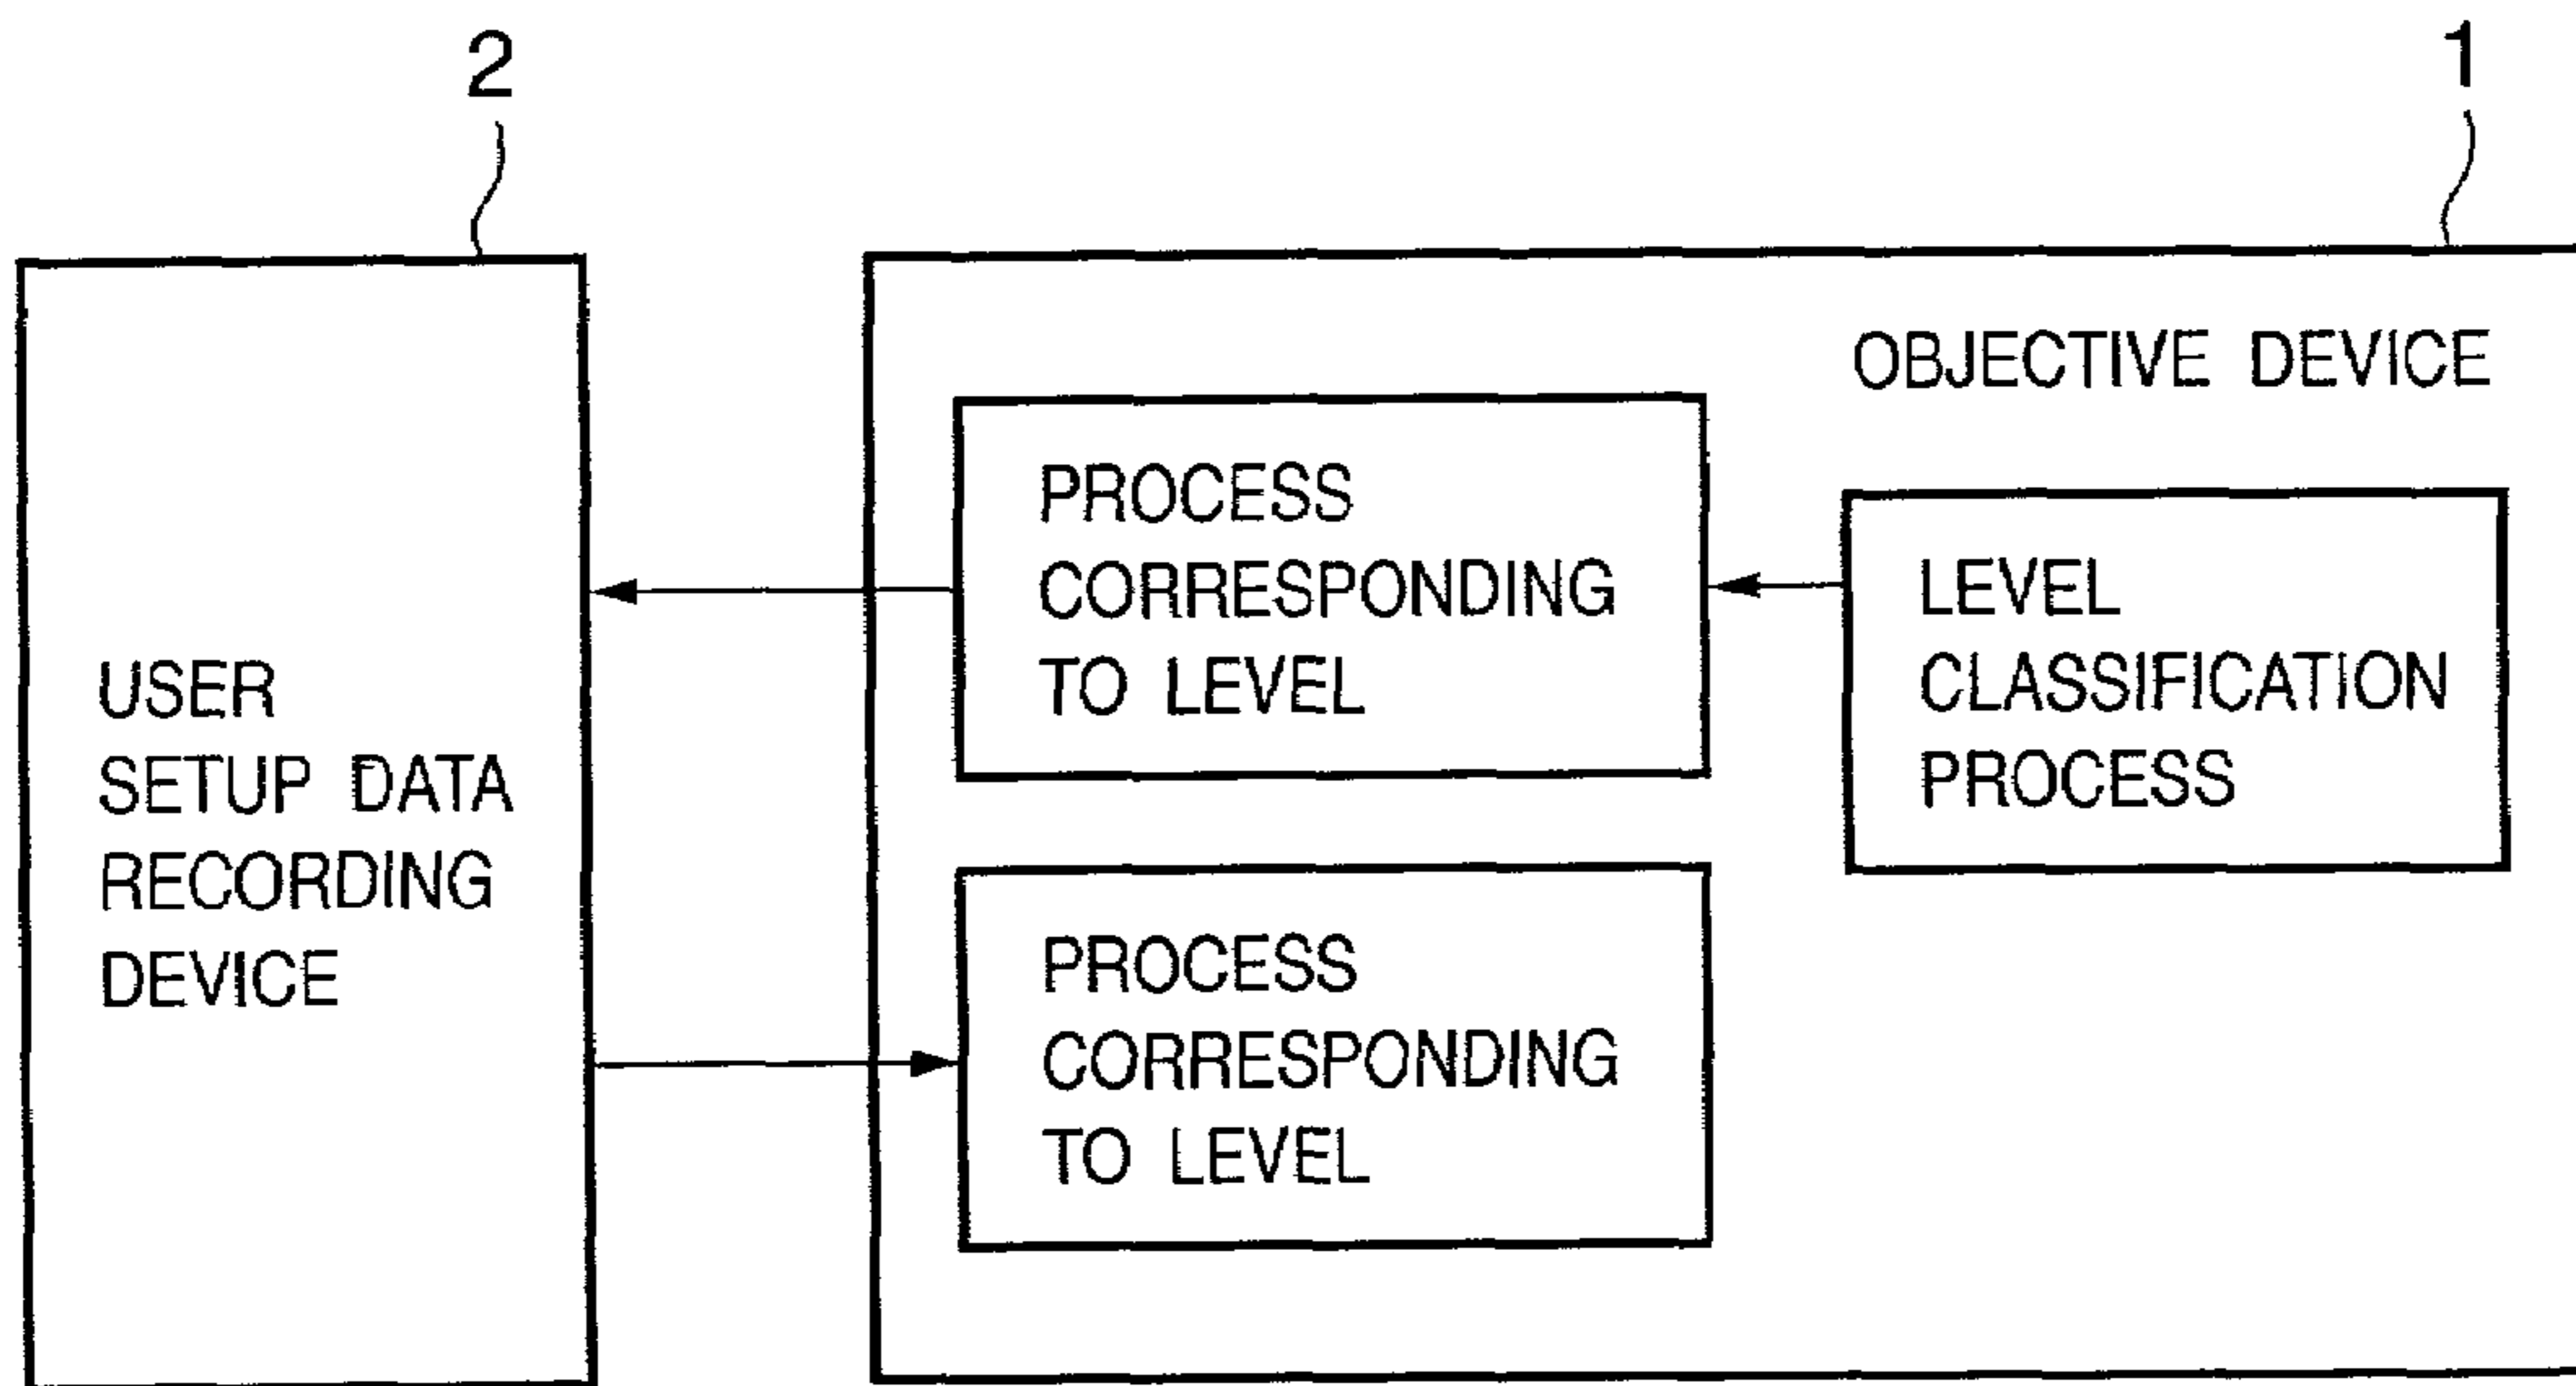 2
1
OBJECTIVE DEVICE
USER
SETUP DATA
RECORDING
DEVICE
PROCESS
CORRESPONDING
TO LEVEL
LEVEL
CLASSIFICATION
PROCESS
PROCESS
CORRESPONDING
TO LEVEL